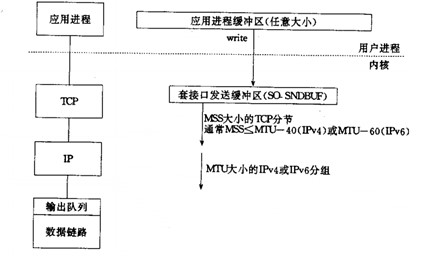 应用进程
应用进程缓冲区(任意大小)
write
用户进程
内核
TCP
套接口发送缓冲区(SO-SNDBUF)
MSS大小的TCP分节
通常MSS≤MTU-40(IPv4)或MTU-60(IPv6)
IP
MTU大小的IPv4或IPv6分组
输出队列
数据链路